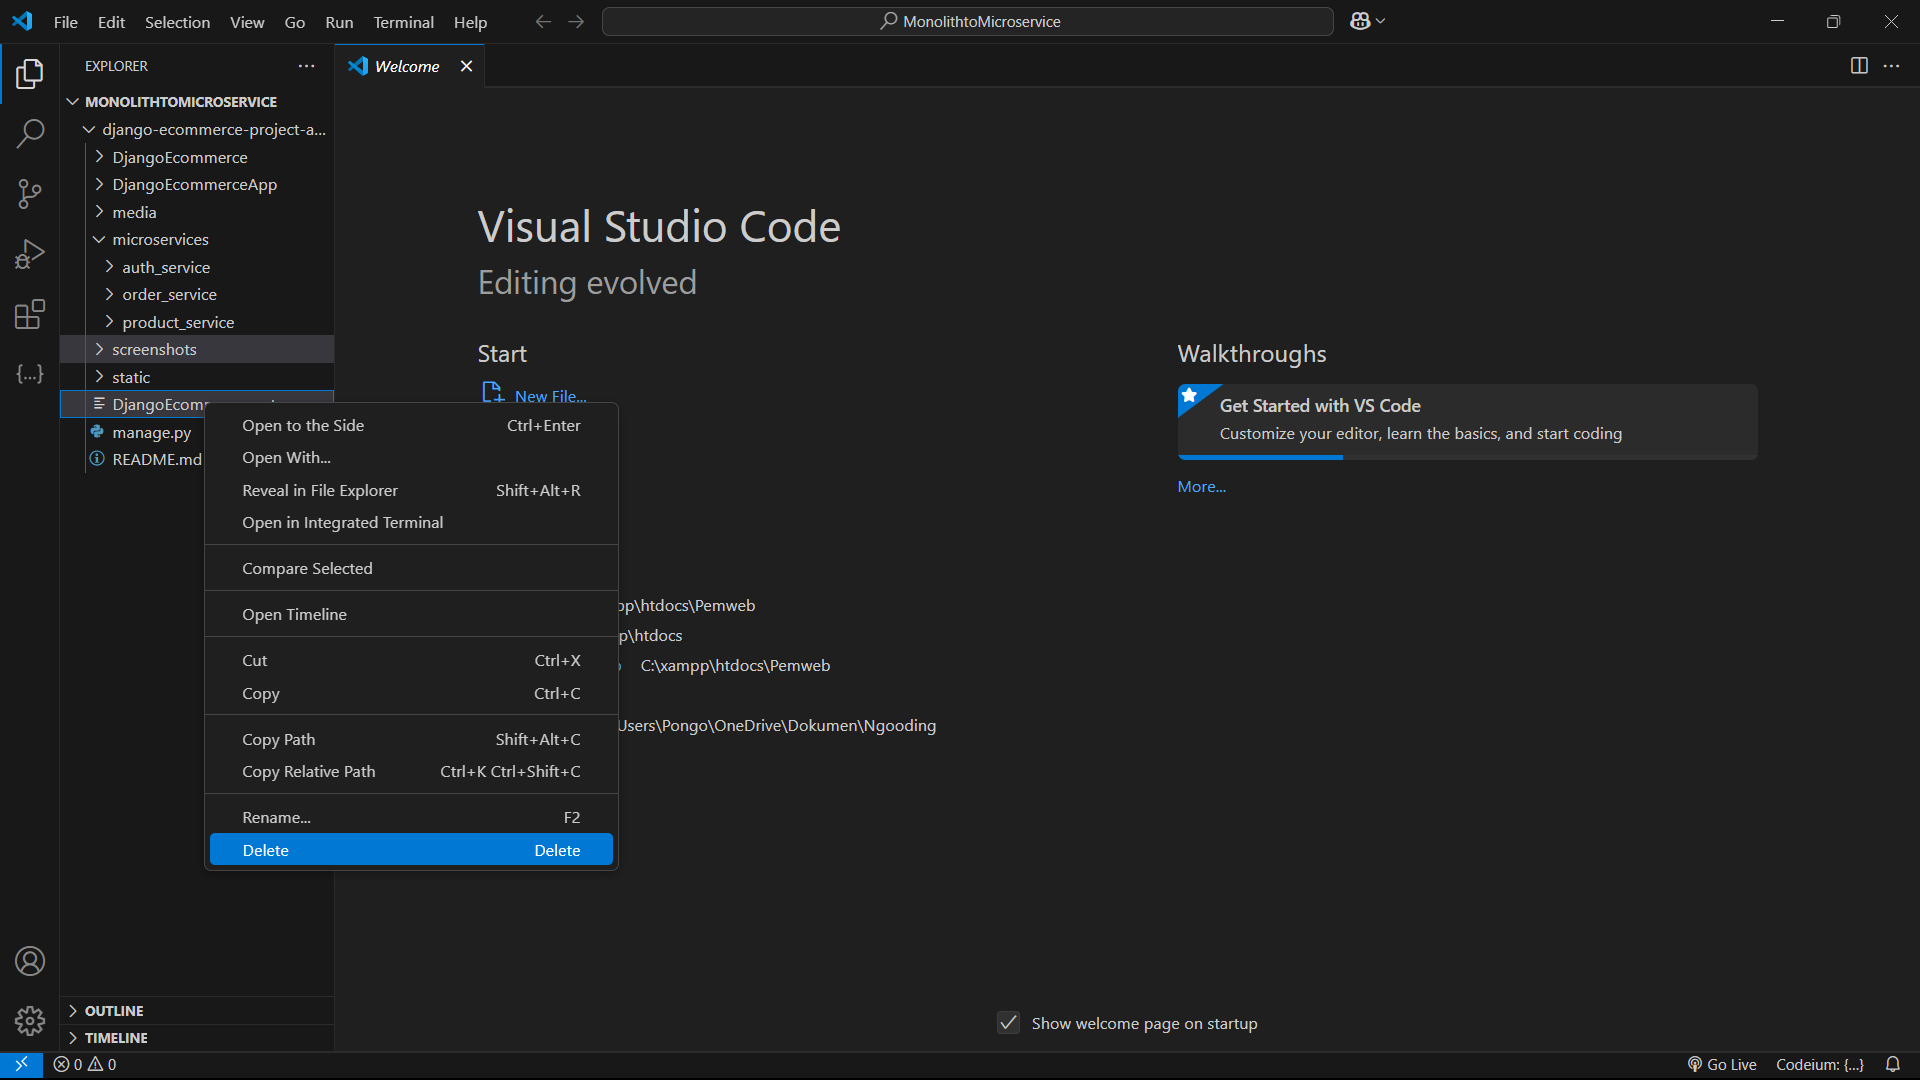 File Edit Selection View Go Run Terminal Help
MonolithtoMicroservice
EXPLORER
Welcome
MONOLITHTOMICROSERVICE
django-ecommerce-project-a...
DjangoEcommerce
DjangoEcommerceApp
media
microservices
auth_service
order_service
product_service
screenshots
static
DjangoEcom
manage.py
README.md
Open to the Side Ctrl+Enter
Open With...
Reveal in File Explorer Shift+Alt+R
Open in Integrated Terminal
Compare Selected
Open Timeline
Cut Ctrl+X
Copy Ctrl+C
Copy Path Shift+Alt+C
Copy Relative Path Ctrl+K Ctrl+Shift+C
Rename... F2
Delete Delete
Visual Studio Code
Editing evolved
Start
New File...
pp\htdocs\Pemweb
p\htdocs
C:\xampp\htdocs\Pemweb
Users\Pongo\OneDrive\Dokumen\Ngooding
Walkthroughs
Get Started with VS Code
Customize your editor, learn the basics, and start coding
More...
Show welcome page on startup
OUTLINE
TIMELINE
0 0
Go Live Codeium: {...}